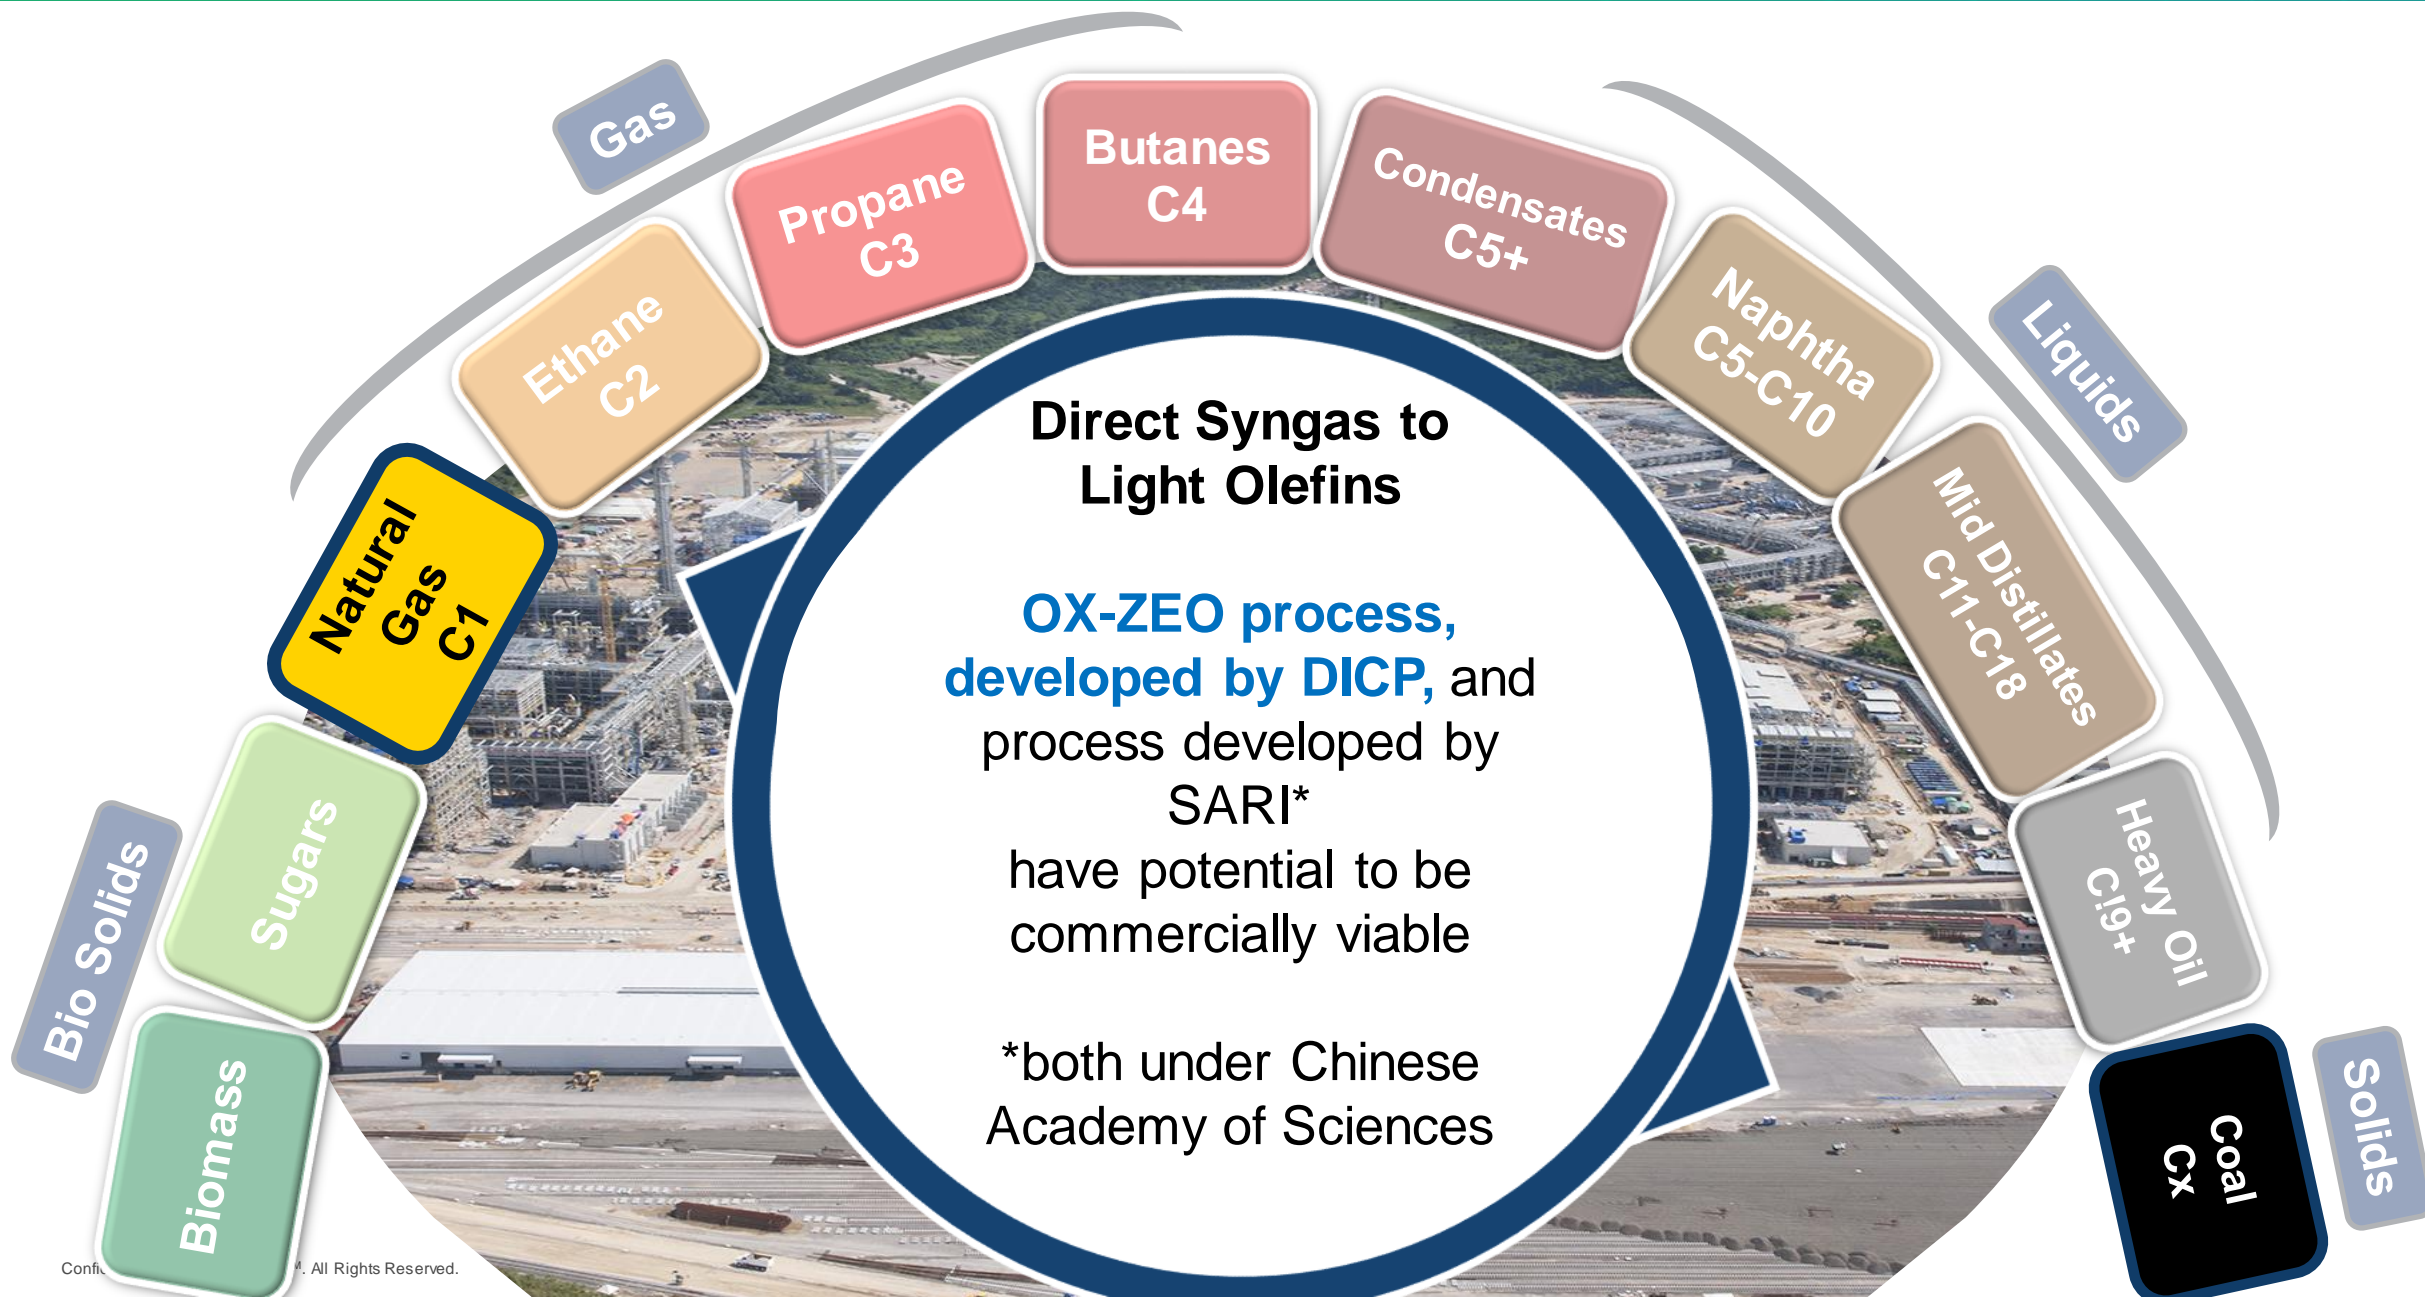 Gas
Butanes
C4
Propane
C3
Condensates
C5+
Ethane
C2
Naphtha
C5-C10
Liquids
Natural
Gas
C1
Mid Distillates
C11-C18
Sugars
Bio Solids
Heavy Oil
C!9+
Biomass
Coal
Cx
Solids
Direct Syngas to
Light Olefins
OX-ZEO process,
developed by DICP, and
process developed by
SARI*
have potential to be
commercially viable
*both under Chinese
Academy of Sciences
. All Rights Reserved.